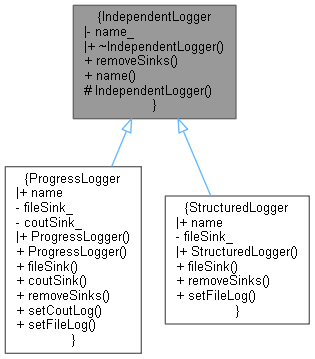 {IndependentLogger
|- name_
|+ ~IndependentLogger()
+ removeSinks()
+ name()
# IndependentLogger()
}
{ProgressLogger
|+ name
- fileSink_
- coutSink_
|+ ProgressLogger()
+ ProgressLogger()
+ fileSink()
+ coutSink()
+ removeSinks()
+ setCoutLog()
+ setFileLog()
}
{StructuredLogger
|+ name
- fileSink_
|+ StructuredLogger()
+ fileSink()
+ removeSinks()
+ setFileLog()
}